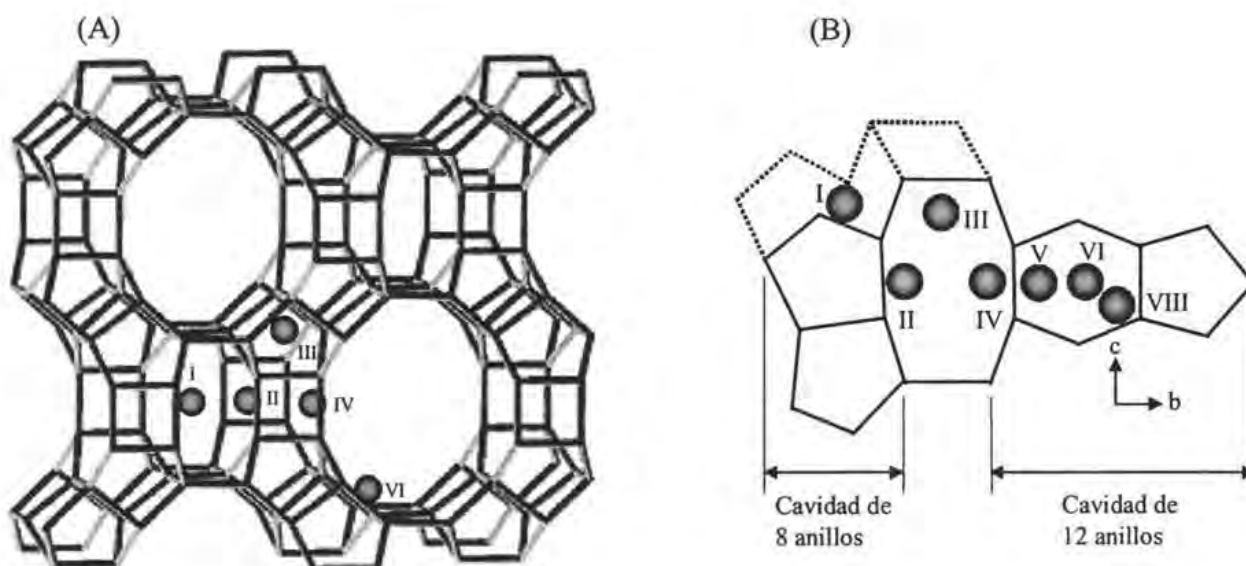 (A)
I
II
III
IV
VI
(B)
I
III
II
IV
V
VI
VIII
c
b
Cavidad de
8 anillos
Cavidad de
12 anillos